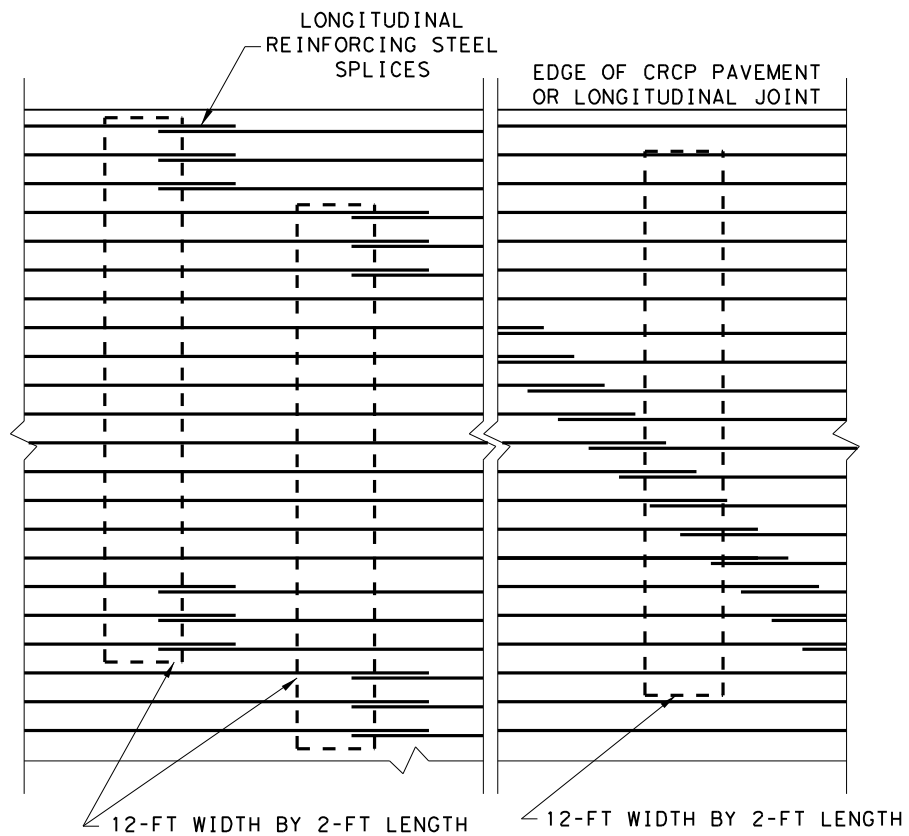 LONGITUDINAL
REINFORCING STEEL
SPLICES
EDGE OF CRCP PAVEMENT
OR LONGITUDINAL JOINT
12-FT WIDTH BY 2-FT LENGTH
12-FT WIDTH BY 2-FT LENGTH